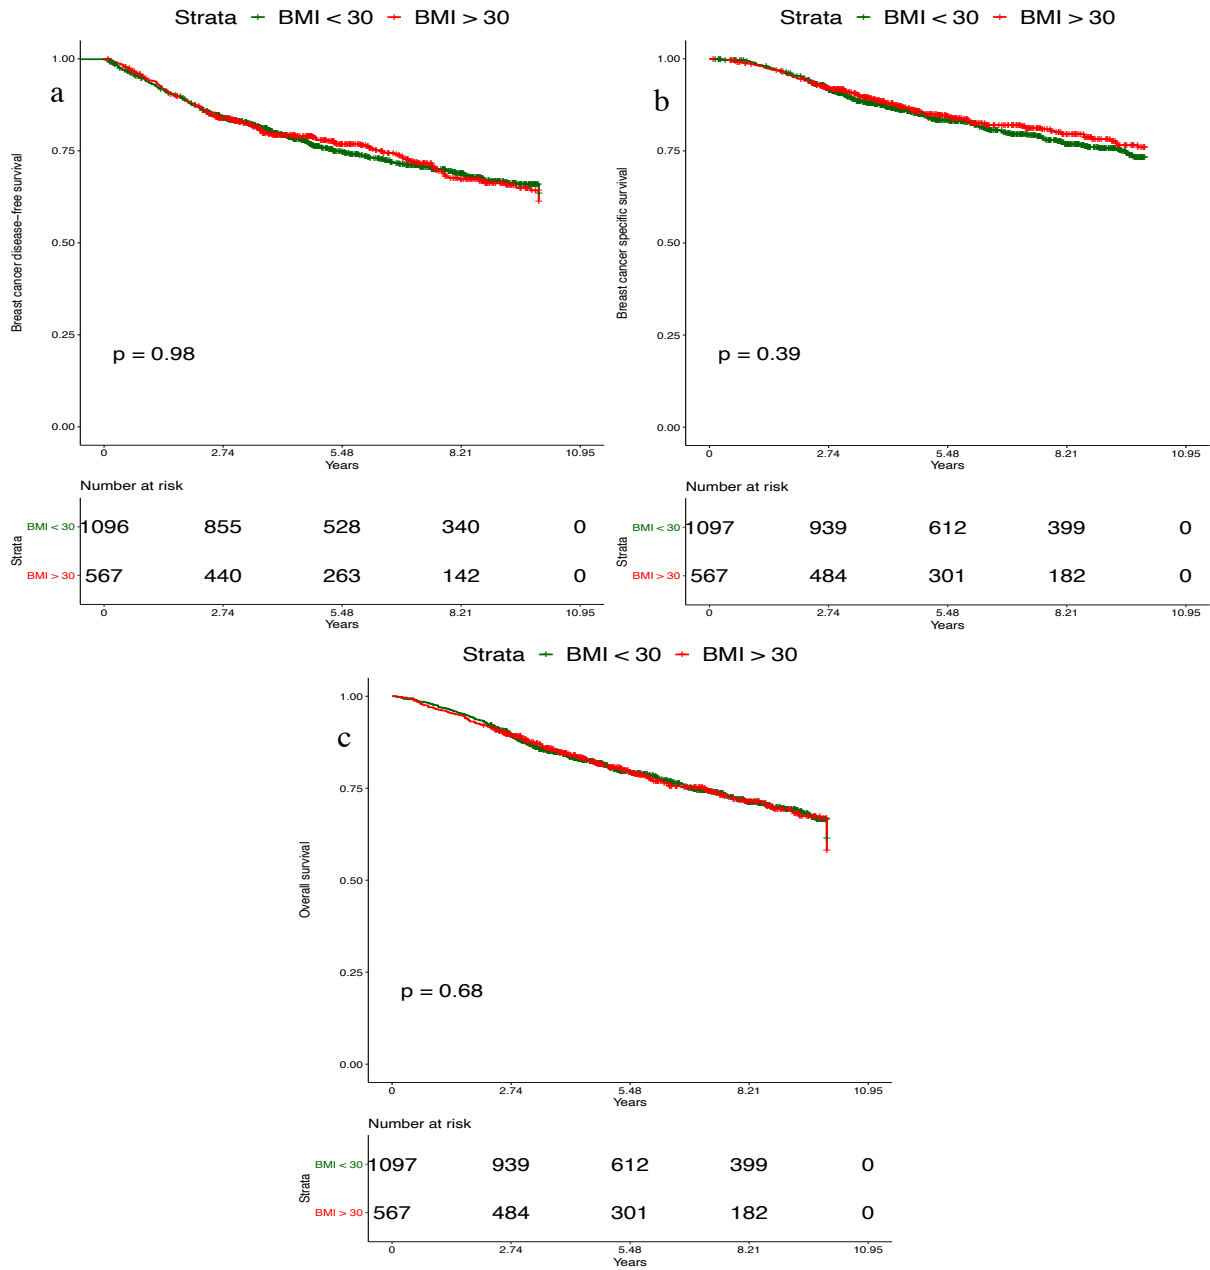 Strata BMI < 30 BMI > 30
a
Breast cancer disease−free survival
1.00
0.75
0.50
0.25
0.00
p = 0.98
0 2.74 5.48 8.21 10.95
Years
Number at risk
Strata
BMI < 30 1096 855 528 340 0
BMI > 30 567 440 263 142 0
0 2.74 5.48 8.21 10.95
Years
Strata BMI < 30 BMI > 30
b
Breast cancer specific survival
1.00
0.75
0.50
0.25
0.00
p = 0.39
0 2.74 5.48 8.21 10.95
Years
Number at risk
Strata
BMI < 30 1097 939 612 399 0
BMI > 30 567 484 301 182 0
0 2.74 5.48 8.21 10.95
Years
Strata BMI < 30 BMI > 30
c
Overall survival
1.00
0.75
0.50
0.25
0.00
p = 0.68
0 2.74 5.48 8.21 10.95
Years
Number at risk
Strata
BMI < 30 1097 939 612 399 0
BMI > 30 567 484 301 182 0
0 2.74 5.48 8.21 10.95
Years